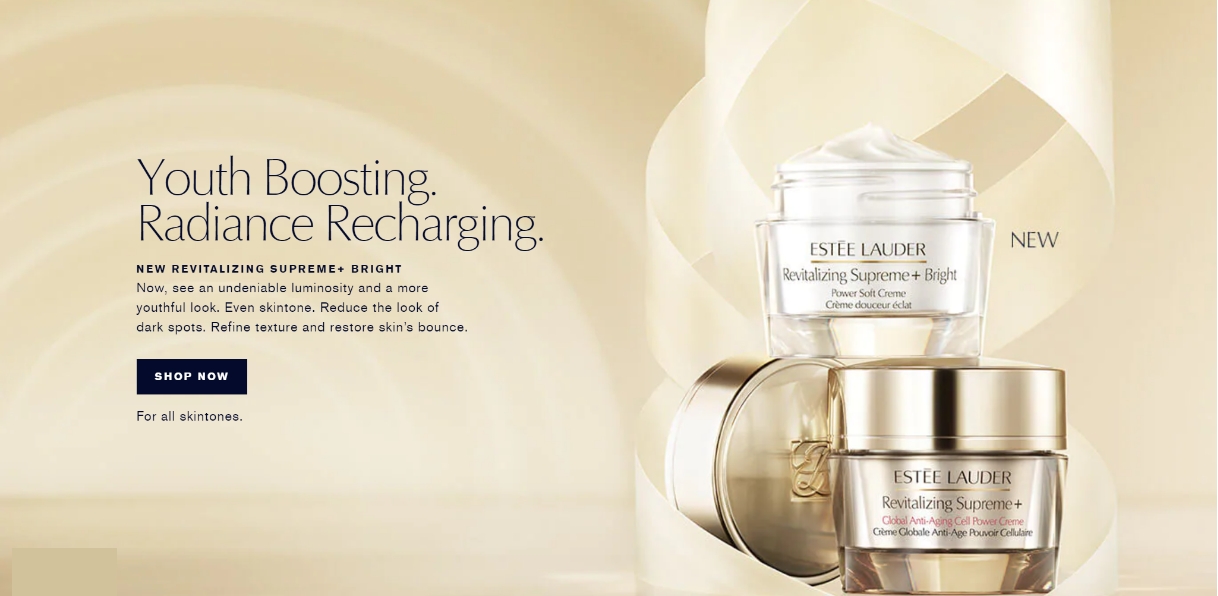 Youth Boosting.
Radiance Recharging.
NEW REVITALIZING SUPREME+ BRIGHT
Now, see an undeniable luminosity and a more
youthful look. Even skintone. Reduce the look of
dark spots. Refine texture and restore skin's bounce.
SHOP NOW
For all skintones.
ESTĒE LAUDER
Revitalizing Supreme+ Bright
Power Soft Creme
Crème douceur éclat
NEW
ESTĒE LAUDER
Revitalizing Supreme+
Global Anti-Aging Cell Power Creme
Crème Globale Anti-Age Pouvoir Cellulaire